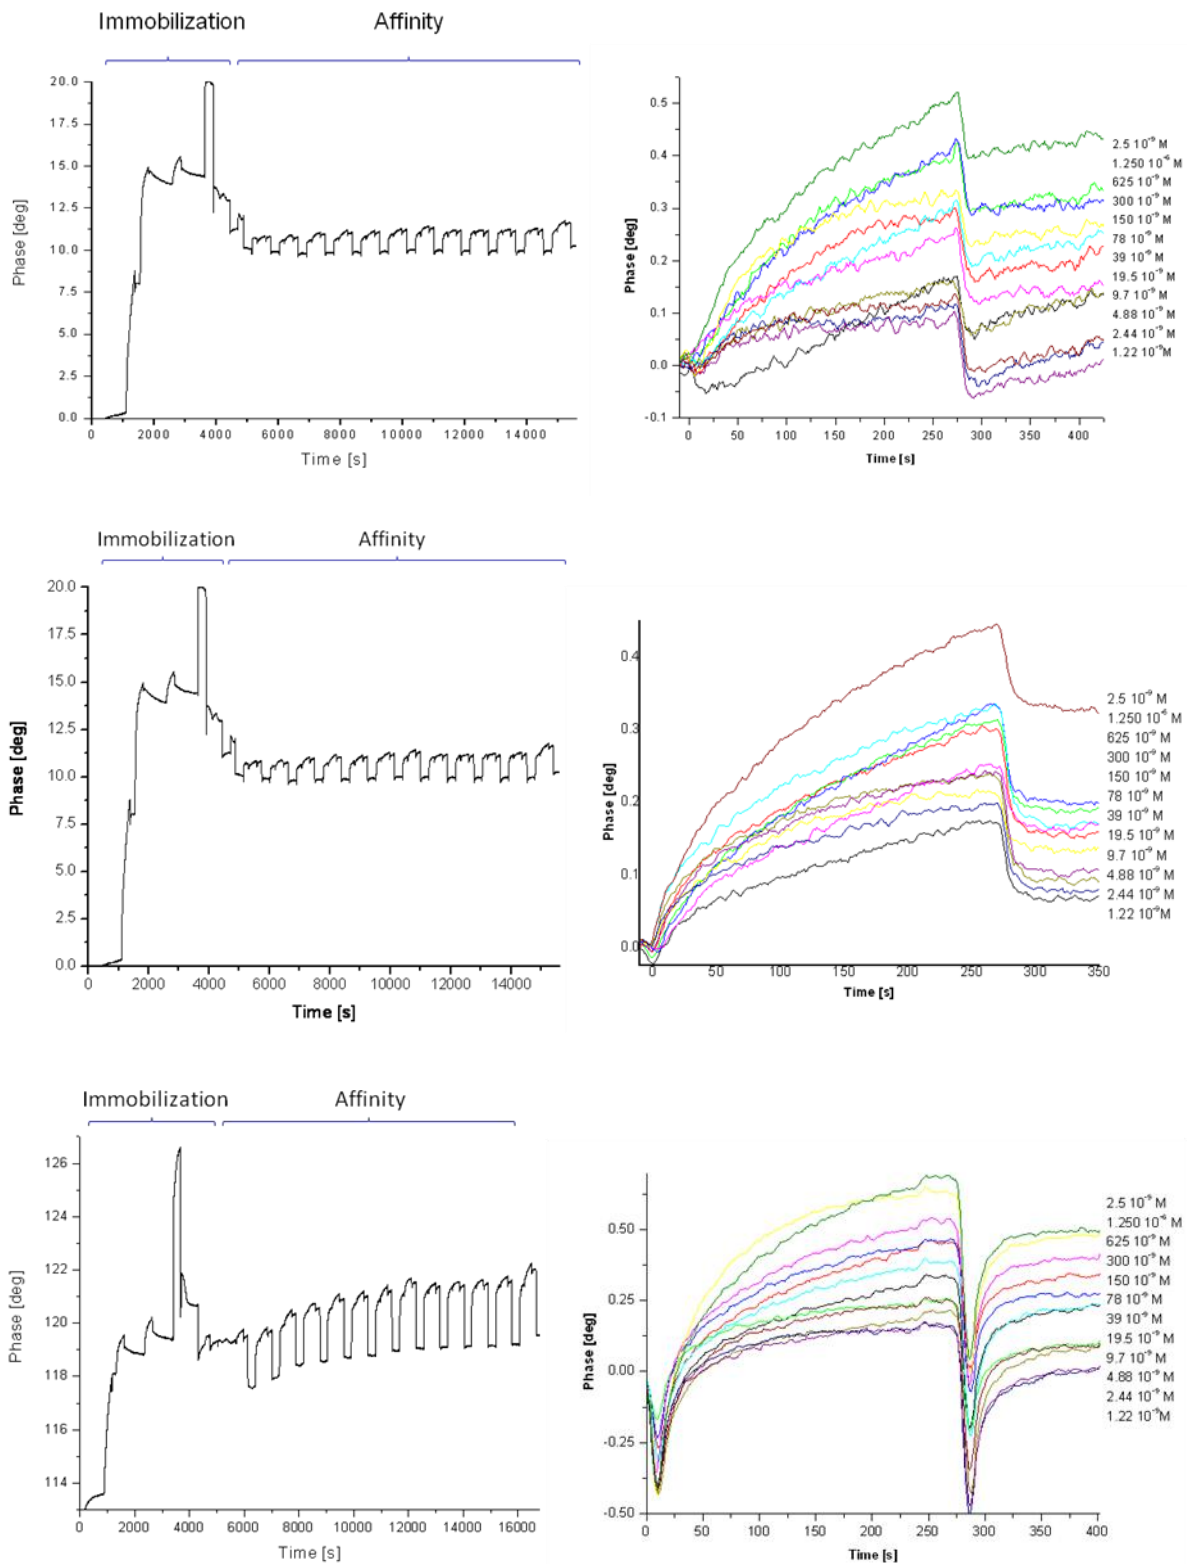 Immobilization Affinity
20.0
17.5
15.0
12.5
10.0
7.5
5.0
2.5
0.0
Phase [deg]
0 2000 4000 6000 8000 10000 12000 14000
Time [s]
0.5
0.4
0.3
0.2
0.1
0.0
-0.1
Phase [deg]
0 50 100 150 200 250 300 350 400
Time [s]
2.5 10⁻⁹ M
1.250 10⁻⁶ M
625 10⁻⁹ M
300 10⁻⁹ M
150 10⁻⁹ M
78 10⁻⁹ M
39 10⁻⁹ M
19.5 10⁻⁹ M
9.7 10⁻⁹ M
4.88 10⁻⁹ M
2.44 10⁻⁹ M
1.22 10⁻⁹M
Immobilization Affinity
20.0
17.5
15.0
12.5
10.0
7.5
5.0
2.5
0.0
Phase [deg]
0 2000 4000 6000 8000 10000 12000 14000
Time [s]
0.4
0.3
0.2
0.1
0.0
Phase [deg]
0 50 100 150 200 250 300 350
Time [s]
2.5 10⁻⁹ M
1.250 10⁻⁶ M
625 10⁻⁹ M
300 10⁻⁹ M
150 10⁻⁹ M
78 10⁻⁹ M
39 10⁻⁹ M
19.5 10⁻⁹ M
9.7 10⁻⁹ M
4.88 10⁻⁹ M
2.44 10⁻⁹ M
1.22 10⁻⁹M
Immobilization Affinity
126
124
122
120
118
116
114
Phase [deg]
0 2000 4000 6000 8000 10000 12000 14000 16000
Time [s]
0.50
0.25
0.00
-0.25
-0.50
Phase [deg]
0 50 100 150 200 250 300 350 400
Time [s]
2.5 10⁻⁹ M
1.250 10⁻⁶ M
625 10⁻⁹ M
300 10⁻⁹ M
150 10⁻⁹ M
78 10⁻⁹ M
39 10⁻⁹ M
19.5 10⁻⁹ M
9.7 10⁻⁹ M
4.88 10⁻⁹ M
2.44 10⁻⁹ M
1.22 10⁻⁹M